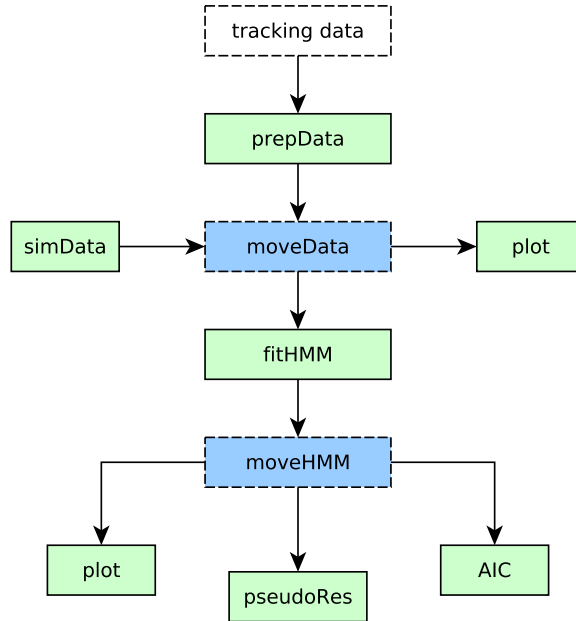 tracking data
prepData
simData
moveData
plot
fitHMM
moveHMM
plot
pseudoRes
AIC